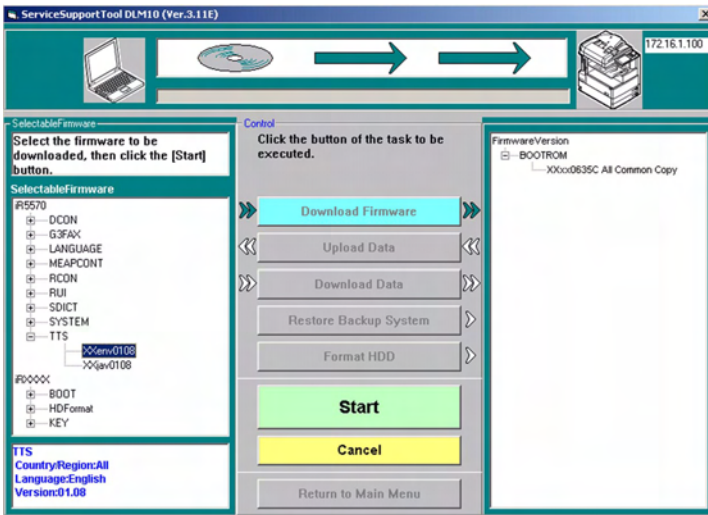 ServiceSupportTool DLM10 (Ver.3.11E)
172.16.1.100
SelectableFirmware
Select the firmware to be
downloaded, then click the [Start]
button.
SelectableFirmware
iR5570
DCON
G3FAX
LANGUAGE
MEAPCONT
RCON
RUI
SDICT
SYSTEM
TTS
XXenv0108
XXjav0108
iRXXXX
BOOT
HDFormat
KEY
TTS
Country/Region:All
Language:English
Version:01.08
Control
Click the button of the task to be
executed.
Download Firmware
Upload Data
Download Data
Restore Backup System
Format HDD
Start
Cancel
Return to Main Menu
FirmwareVersion
BOOTROM
XXxx0635C All Common Copy